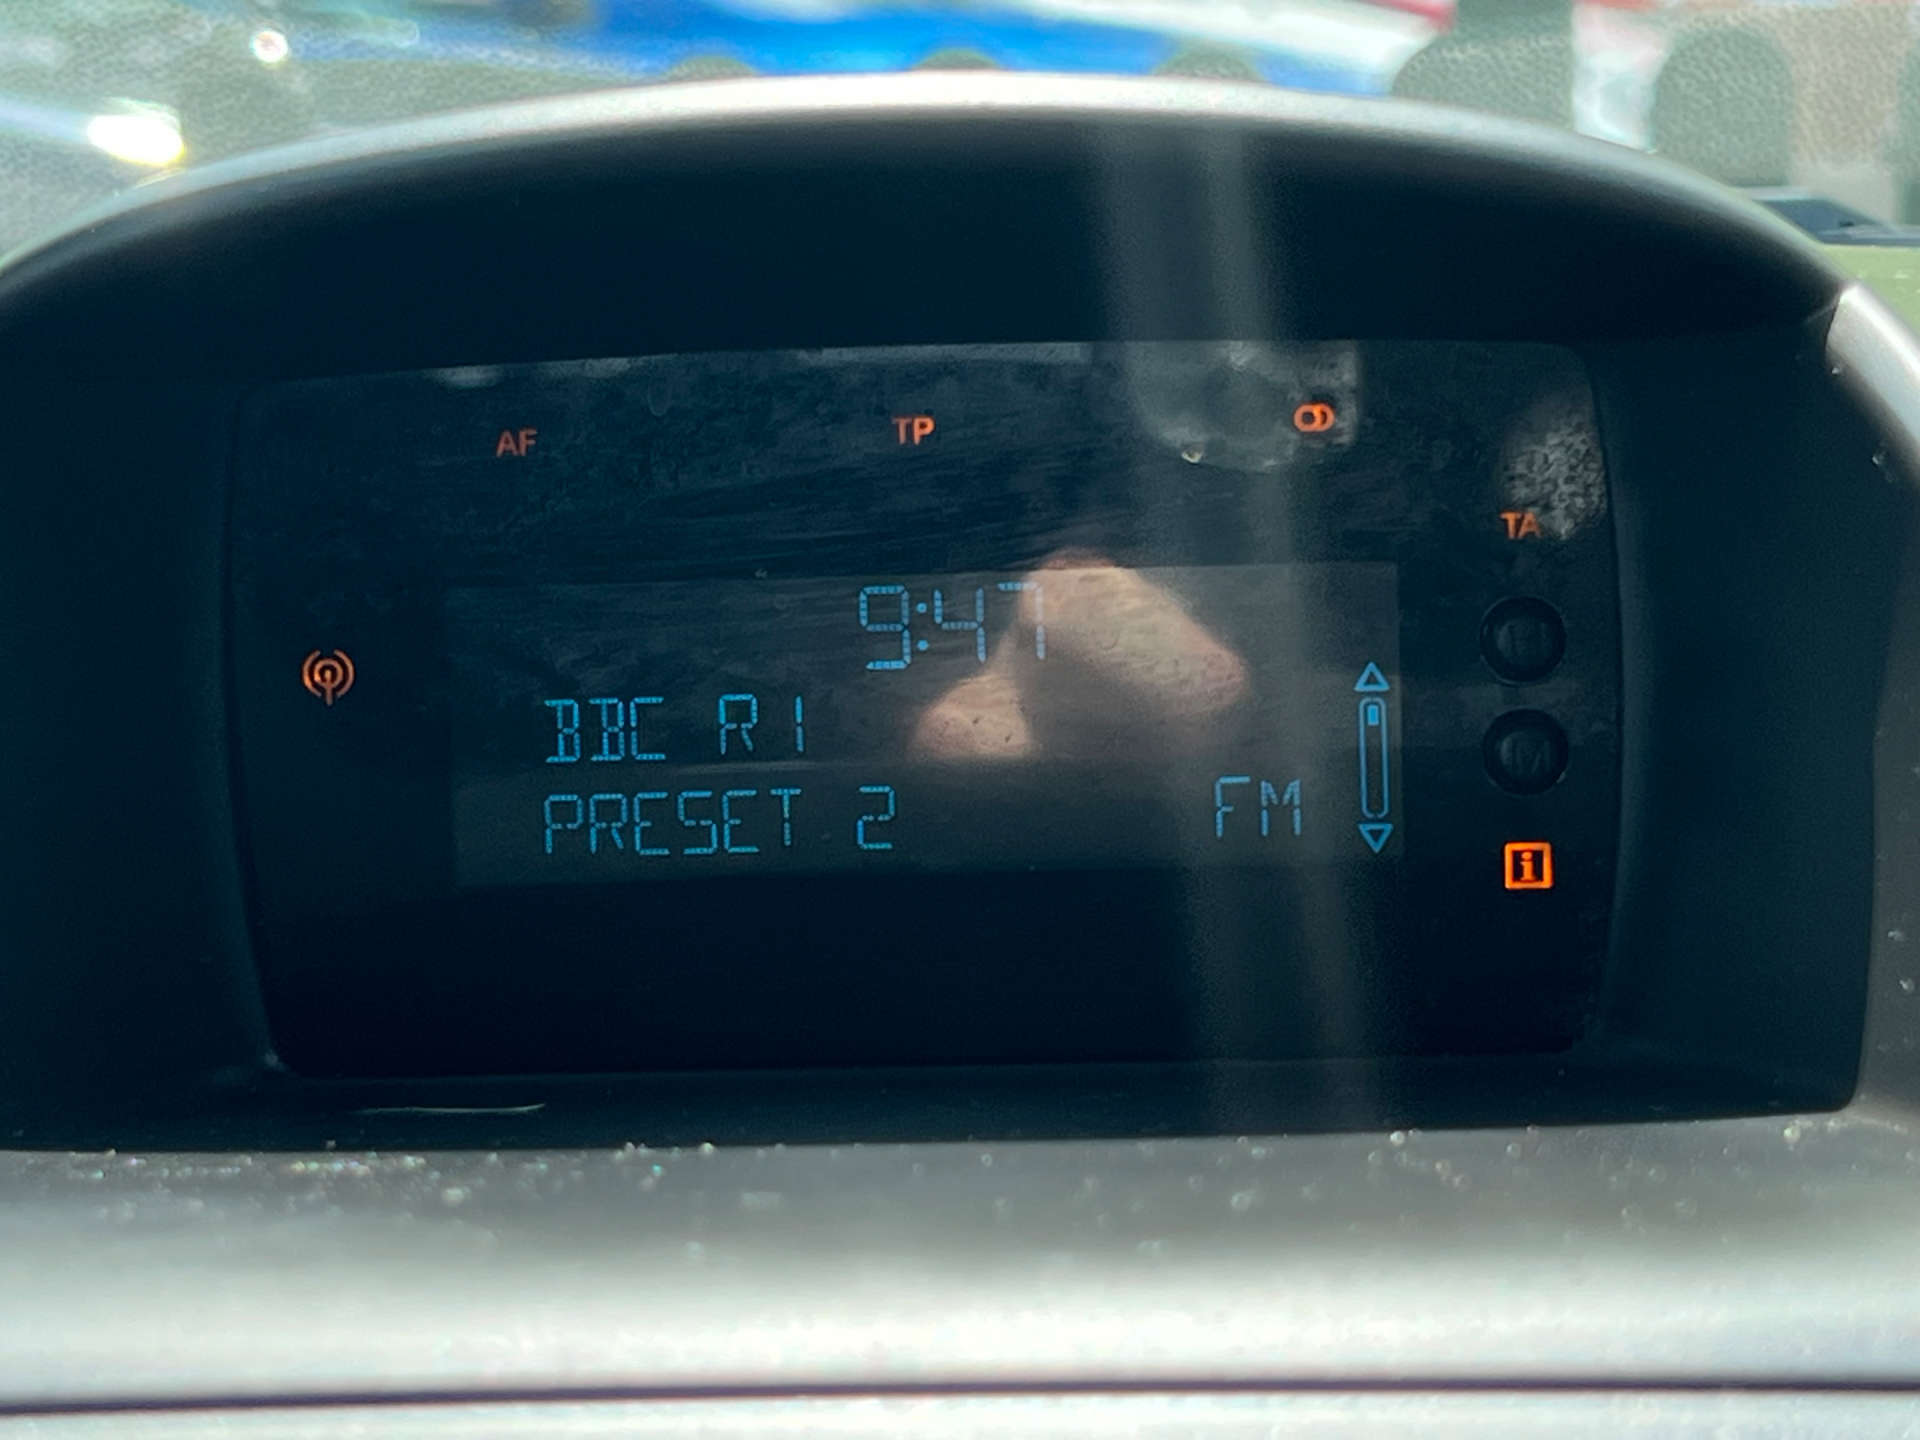 AF TP
TA
9:47
BBC R1
PRESET 2 FM
i